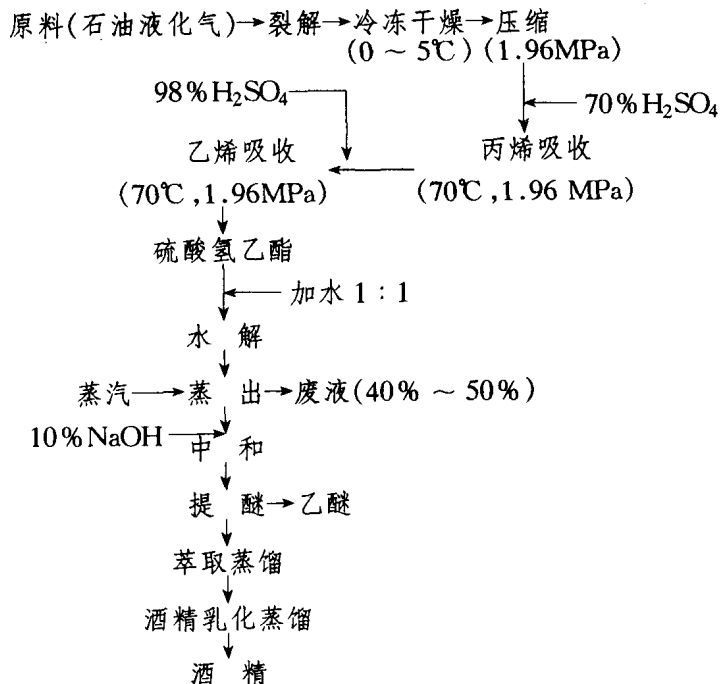 原料(石油液化气)→裂解→冷冻干燥→压缩
(0～5℃)(1.96MPa)
98%H₂SO₄
70%H₂SO₄
乙烯吸收
丙烯吸收
(70℃,1.96MPa)
(70℃,1.96 MPa)
硫酸氢乙酯
加水 1:1
水 解
蒸汽→蒸 出→废液(40% ～ 50%)
10%NaOH
中 和
提 醚→乙醚
萃取蒸馏
酒精乳化蒸馏
酒 精